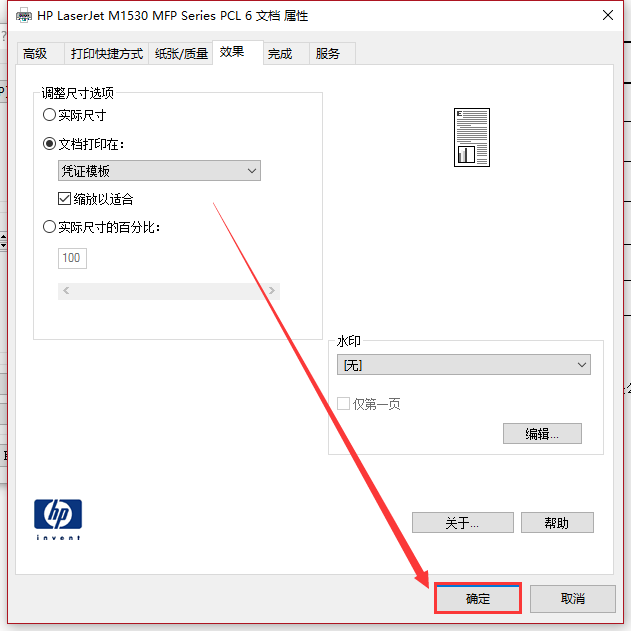 HP LaserJet M1530 MFP Series PCL 6 文档 属性
高级 打印快捷方式 纸张/质量 效果 完成 服务
调整尺寸选项
实际尺寸
文档打印在:
凭证模板
缩放以适合
实际尺寸的百分比:
100
E
水印
[无]
仅第一页
编辑...
hp
invent
关于... 帮助
确定 取消